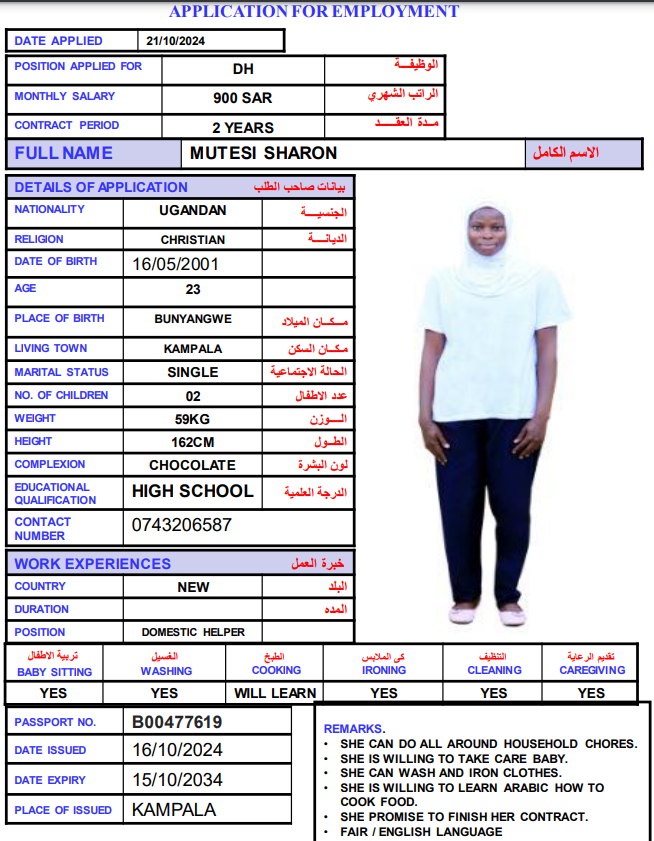 APPLICATION FOR EMPLOYMENT
DATE APPLIED 21/10/2024
POSITION APPLIED FOR DH الوظيفـــة
MONTHLY SALARY 900 SAR الراتب الشهري
CONTRACT PERIOD 2 YEARS مـدة العقـــد
FULL NAME MUTESI SHARON الاسم الكامل
DETAILS OF APPLICATION بيانات صاحب الطلب
NATIONALITY UGANDAN الجنسيـــة
RELIGION CHRISTIAN الديانـــة
DATE OF BIRTH 16/05/2001
AGE 23
PLACE OF BIRTH BUNYANGWE مـكـــان الميلاد
LIVING TOWN KAMPALA مكـان السكن
MARITAL STATUS SINGLE الحالة الاجتماعية
NO. OF CHILDREN 02 عدد الاطفال
WEIGHT 59KG الـــوزن
HEIGHT 162CM الطـول
COMPLEXION CHOCOLATE لون البشرة
EDUCATIONAL QUALIFICATION HIGH SCHOOL الدرجة العلمية
CONTACT NUMBER 0743206587
WORK EXPERIENCES خبرة العمل
COUNTRY NEW البلد
DURATION المده
POSITION DOMESTIC HELPER
تربية الاطفال الغسيل الطبخ كي الملابس التنظيف تقديم الرعاية
BABY SITTING WASHING COOKING IRONING CLEANING CAREGIVING
YES YES WILL LEARN YES YES YES
PASSPORT NO. B00477619
DATE ISSUED 16/10/2024
DATE EXPIRY 15/10/2034
PLACE OF ISSUED KAMPALA
REMARKS.
• SHE CAN DO ALL AROUND HOUSEHOLD CHORES.
• SHE IS WILLING TO TAKE CARE BABY.
• SHE CAN WASH AND IRON CLOTHES.
• SHE IS WILLING TO LEARN ARABIC HOW TO
COOK FOOD.
• SHE PROMISE TO FINISH HER CONTRACT.
• FAIR / ENGLISH LANGUAGE